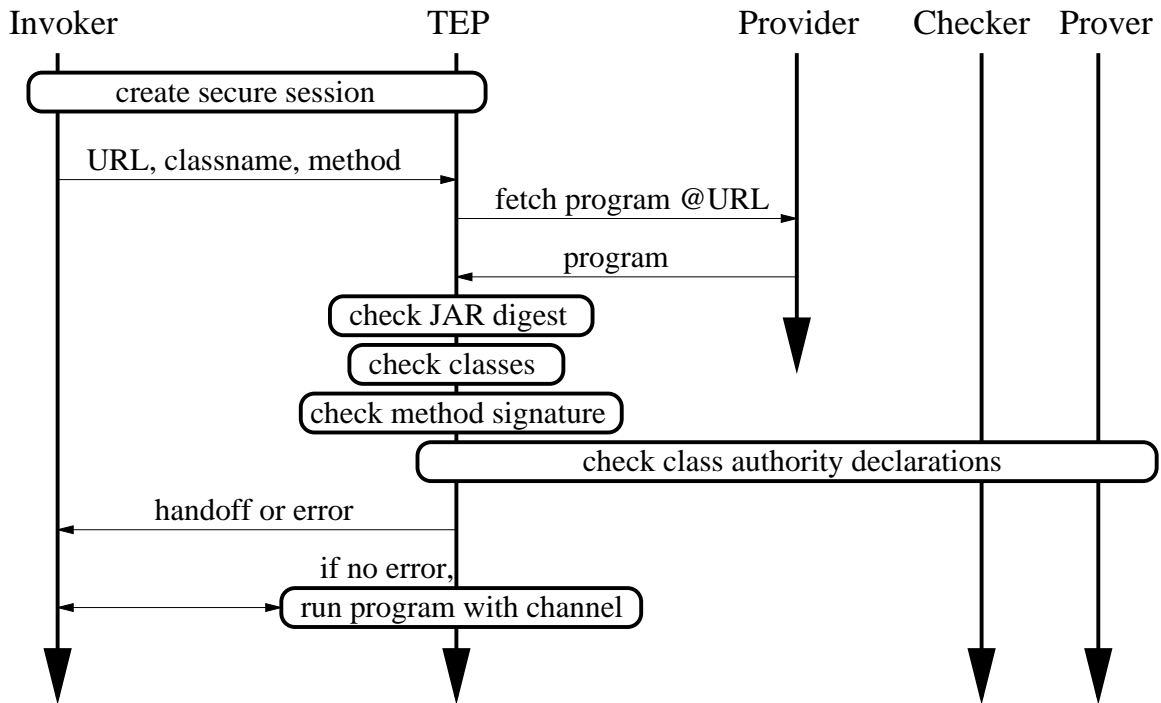 Invoker TEP Provider Checker Prover
create secure session
URL, classname, method
fetch program @URL
program
check JAR digest
check classes
check method signature
check class authority declarations
handoff or error
if no error,
run program with channel